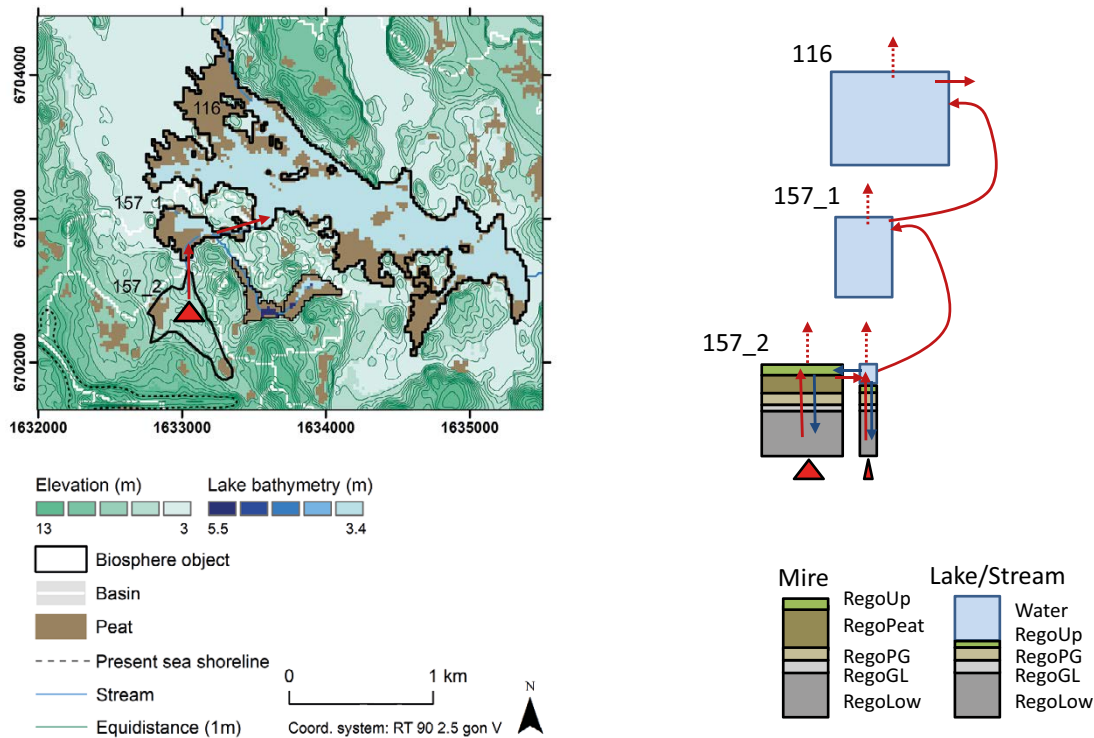 6704000
6703000
6702000
116
157_1
157_2
1632000 1633000 1634000 1635000
Elevation (m) Lake bathymetry (m)
13 3 5.5 3.4
Biosphere object
Basin
Peat
Present sea shoreline
Stream
Equidistance (1m)
0 1 km
N
Coord. system: RT 90 2.5 gon V
116
157_1
157_2
Mire
RegoUp
RegoPeat
RegoPG
RegoGL
RegoLow
Lake/Stream
Water
RegoUp
RegoPG
RegoGL
RegoLow